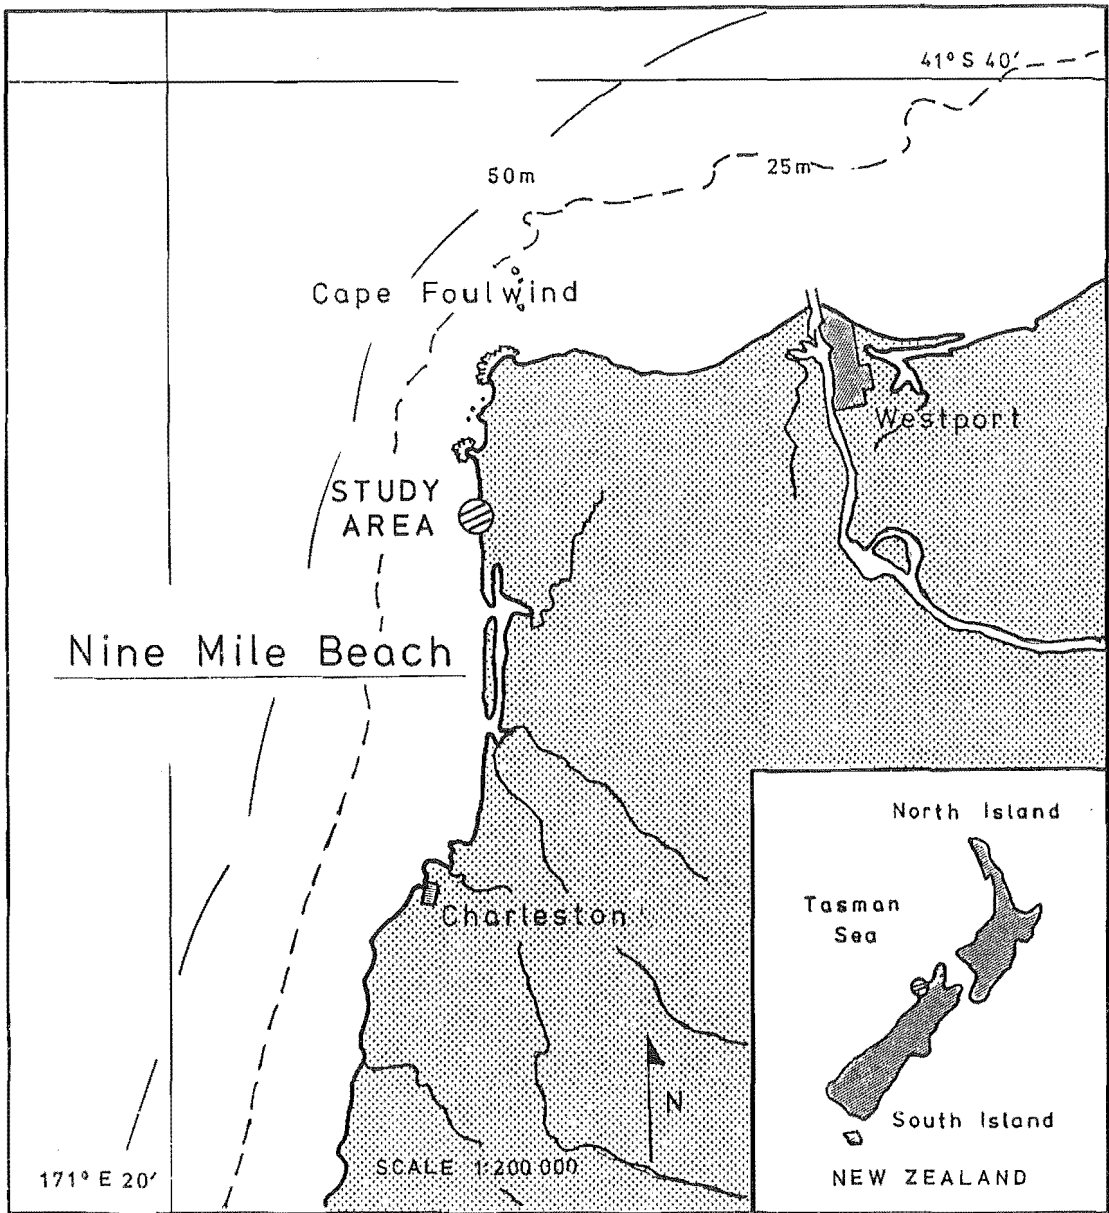 41° S 40'
50m
25m
Cape Foulwind
Westport
STUDY
AREA
Nine Mile Beach
North Island
Tasman
Sea
Charleston
N
South Island
SCALE 1:200 000
171° E 20'
NEW ZEALAND